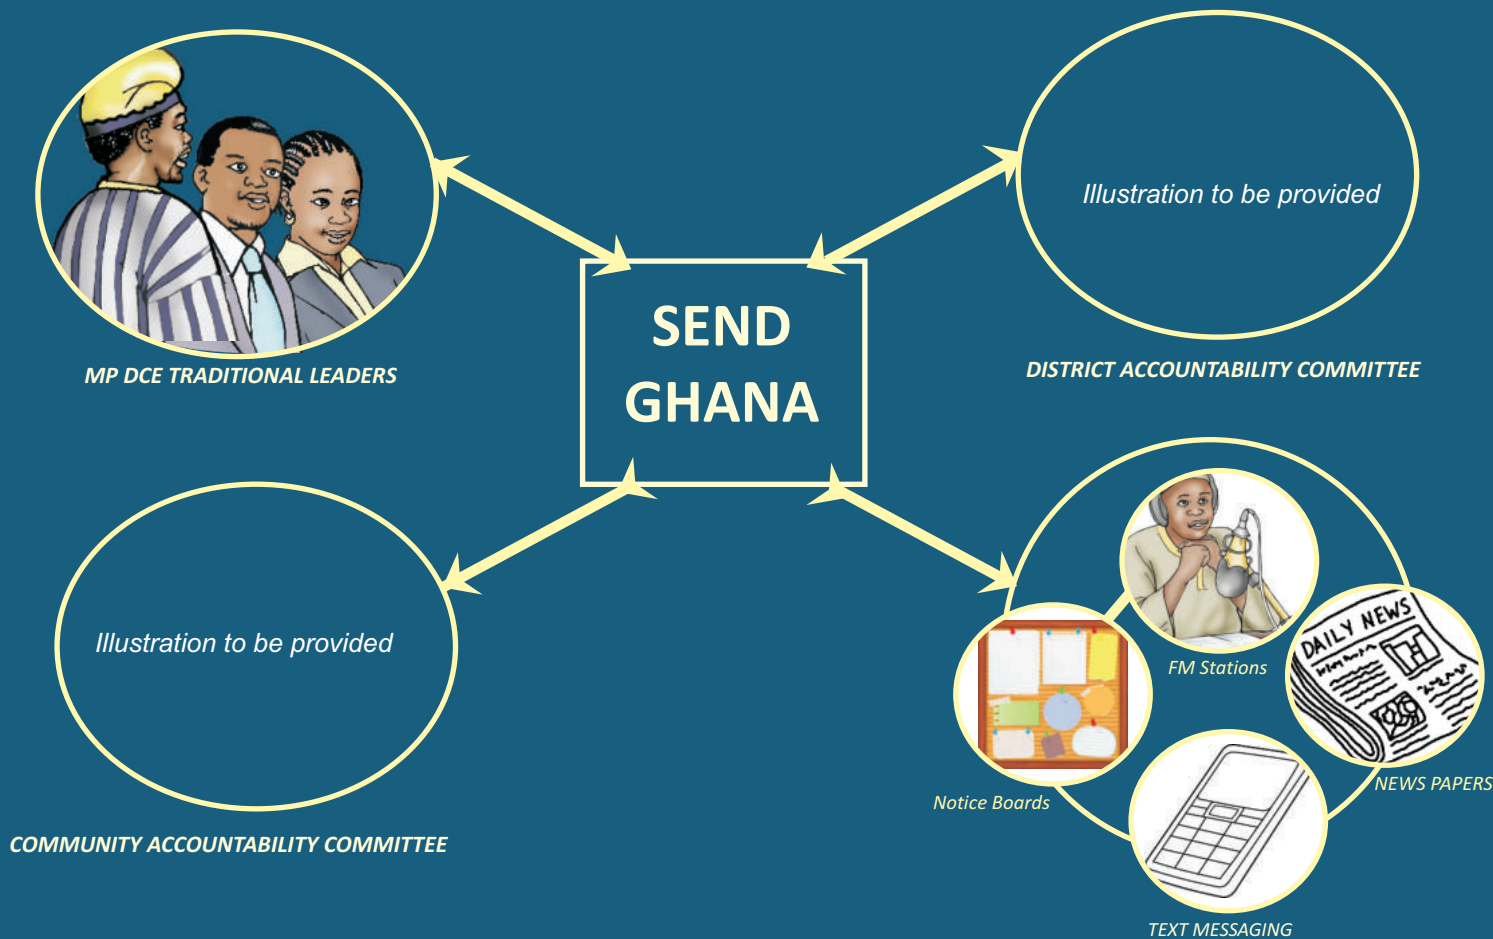 MP DCE TRADITIONAL LEADERS
Illustration to be provided
DISTRICT ACCOUNTABILITY COMMITTEE
SEND
GHANA
Illustration to be provided
COMMUNITY ACCOUNTABILITY COMMITTEE
FM Stations
DAILY NEWS
NEWS PAPERS
Notice Boards
TEXT MESSAGING